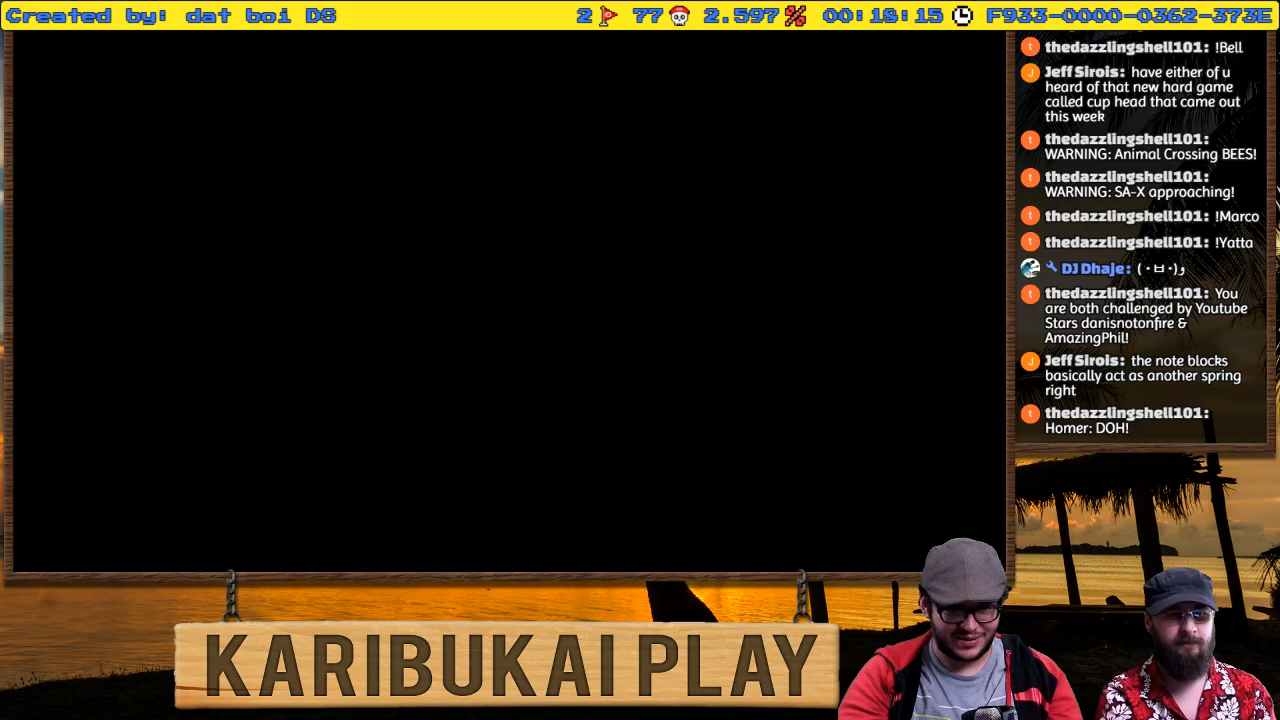 Created by: dat boi DS 2 77 2.597% 00:18:15 F933-0000-0362-373E
thedazzlingshell101: !Bell
Jeff Sirois: have either of u
heard of that new hard game
called cup head that came out
this week
thedazzlingshell101:
WARNING: Animal Crossing BEES!
thedazzlingshell101:
WARNING: SA-X approaching!
thedazzlingshell101: !Marco
thedazzlingshell101: !Yatta
DJ Dhaje: (・ㅂ・)و
thedazzlingshell101: You
are both challenged by Youtube
Stars danisnotonfire &
AmazingPhil!
Jeff Sirois: the note blocks
basically act as another spring
right
thedazzlingshell101:
Homer: DOH!
KARIBUKAI PLAY